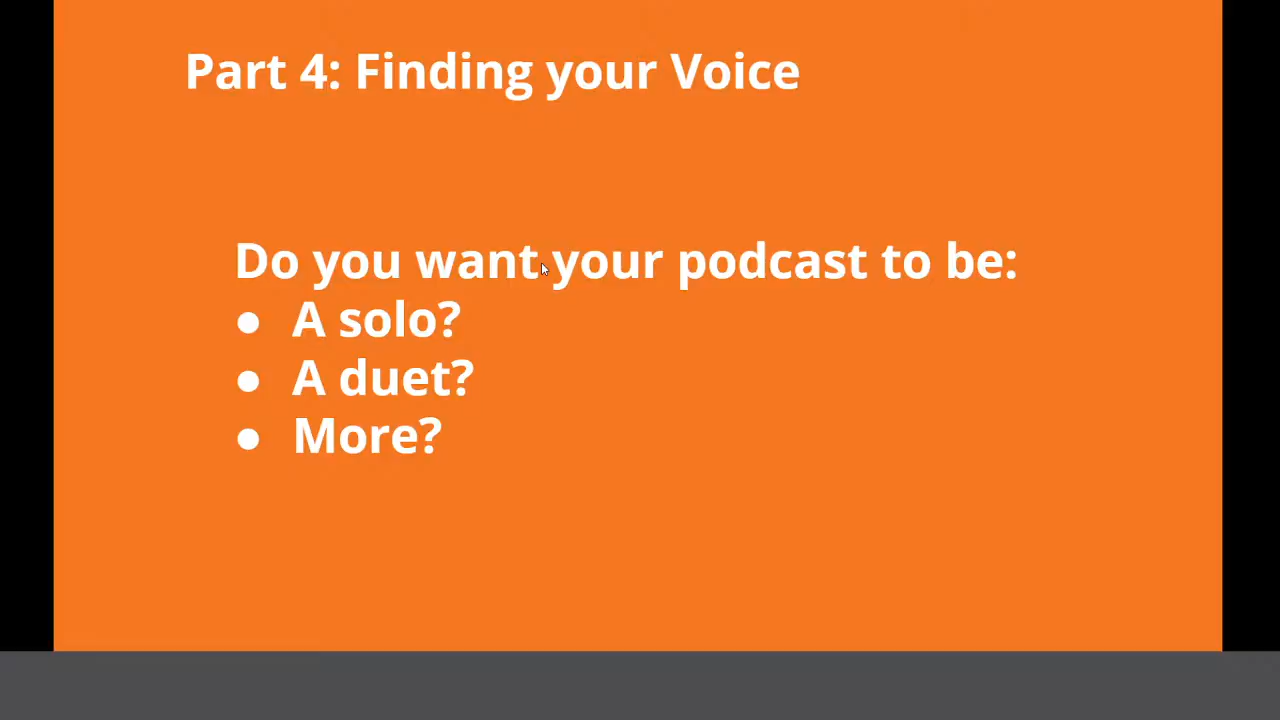 Part 4: Finding your Voice
Do you want your podcast to be:
● A solo?
● A duet?
● More?